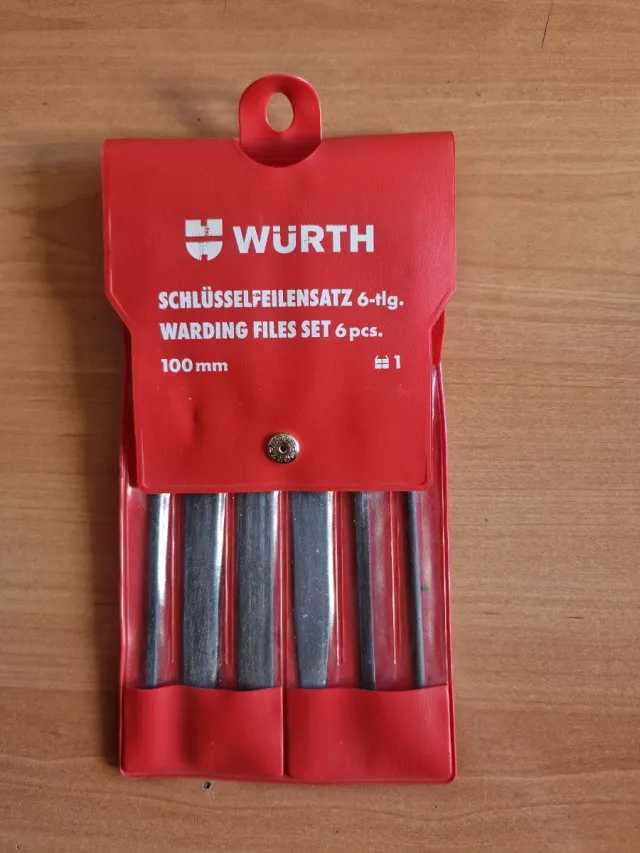 WÜRTH
SCHLÜSSELFEILENSATZ 6-tlg.
WARDING FILES SET 6 pcs.
100 mm 1